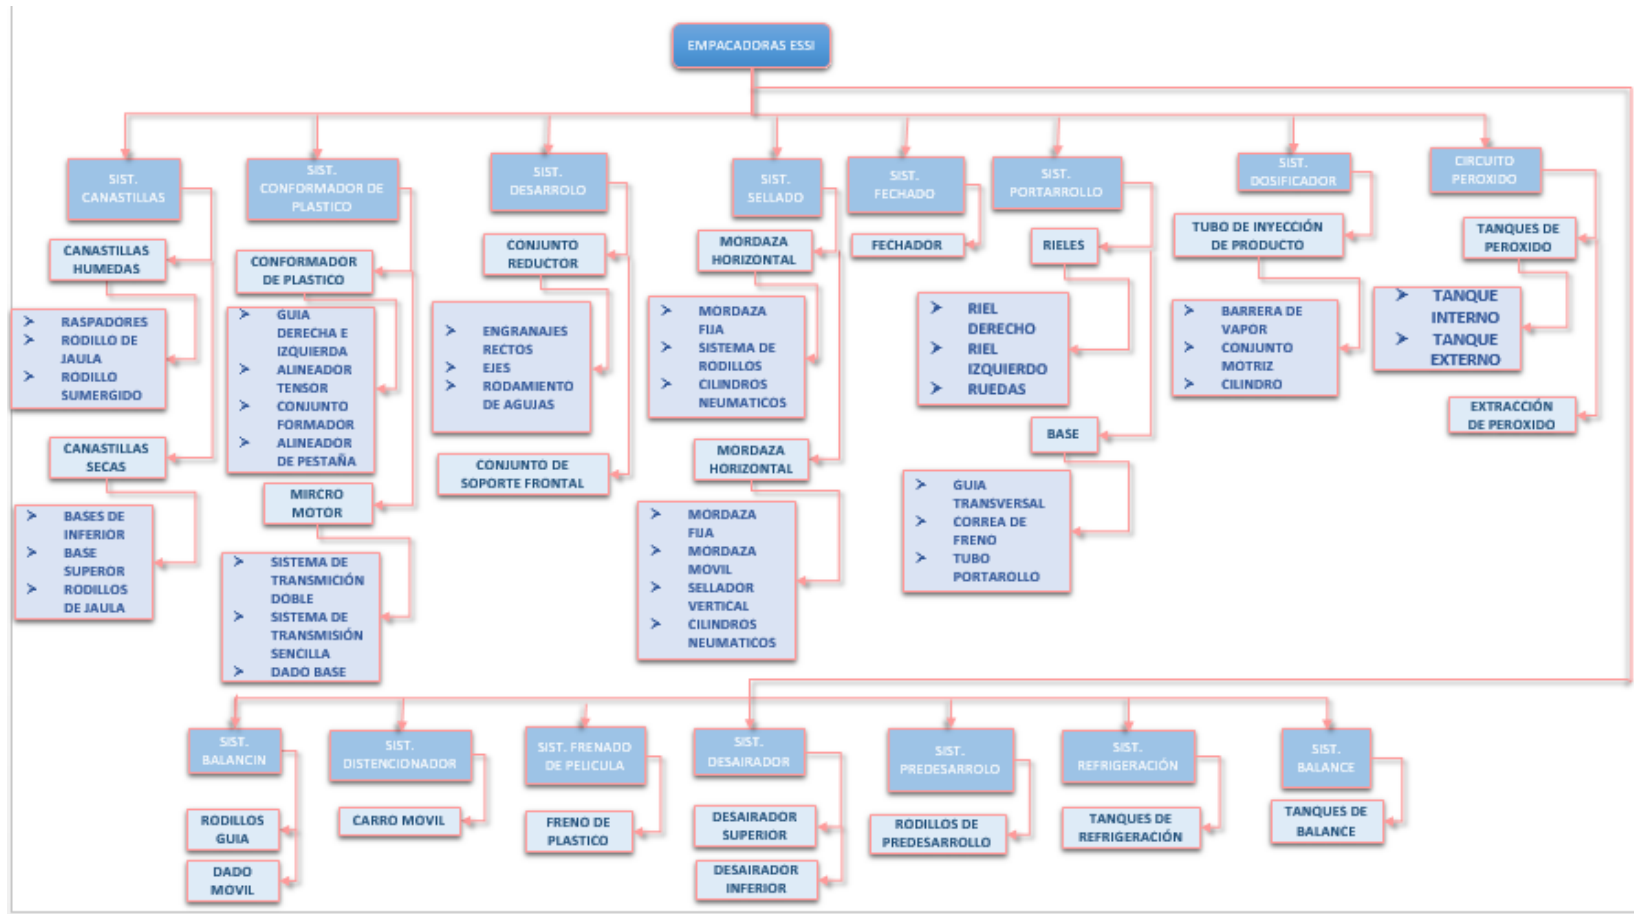 EMPACADORAS ESSI
SIST.
CANASTILLAS
CANASTILLAS
HUMEDAS
➤ RASPADORES
➤ RODILLO DE
JAULA
➤ RODILLO
SUMERGIDO
CANASTILLAS
SECAS
➤ BASES DE
INFERIOR
➤ BASE
SUPEROR
➤ RODILLOS
DE JAULA
SIST.
CONFORMADOR DE
PLASTICO
CONFORMADOR
DE PLASTICO
➤ GUIA
DERECHA E
IZQUIERDA
➤ ALINEADOR
TENSOR
➤ CONJUNTO
FORMADOR
➤ ALINEADOR
DE PESTAÑA
MIRCRO
MOTOR
➤ SISTEMA DE
TRANSMICIÓN
DOBLE
➤ SISTEMA DE
TRANSMISIÓN
SENCILLA
➤ DADO BASE
SIST.
DESARROLO
CONJUNTO
REDUCTOR
➤ ENGRANAJES
RECTOS
➤ EJES
➤ RODAMIENTO
DE AGUJAS
CONJUNTO DE
SOPORTE FRONTAL
SIST.
SELLADO
MORDAZA
HORIZONTAL
➤ MORDAZA
FIJA
➤ SISTEMA DE
RODILLOS
➤ CILINDROS
NEUMATICOS
MORDAZA
HORIZONTAL
➤ MORDAZA
FIJA
➤ MORDAZA
MOVIL
➤ SELLADOR
VERTICAL
➤ CILINDROS
NEUMATICOS
SIST.
FECHADO
FECHADOR
SIST.
PORTARROLLO
RIELES
➤ RIEL
DERECHO
➤ RIEL
IZQUIERDO
➤ RUEDAS
BASE
➤ GUIA
TRANSVERSAL
➤ CORREA DE
FRENO
➤ TUBO
PORTAROLLO
SIST.
DOSIFICADOR
TUBO DE INYECCIÓN
DE PRODUCTO
➤ BARRERA DE
VAPOR
➤ CONJUNTO
MOTRIZ
➤ CILINDRO
CIRCUITO
PEROXIDO
TANQUES DE
PEROXIDO
➤ TANQUE
INTERNO
➤ TANQUE
EXTERNO
EXTRACCIÓN
DE PEROXIDO
SIST.
BALANCIN
RODILLOS
GUIA
DADO
MOVIL
SIST.
DISTENCIONADOR
CARRO MOVIL
SIST. FRENADO
DE PELICULA
FRENO DE
PLASTICO
SIST.
DESAIRADOR
DESAIRADOR
SUPERIOR
DESAIRADOR
INFERIOR
SIST.
PREDESARROLO
RODILLOS DE
PREDESARROLLO
SIST.
REFRIGERACIÓN
TANQUES DE
REFRIGERACIÓN
SIST.
BALANCE
TANQUES DE
BALANCE